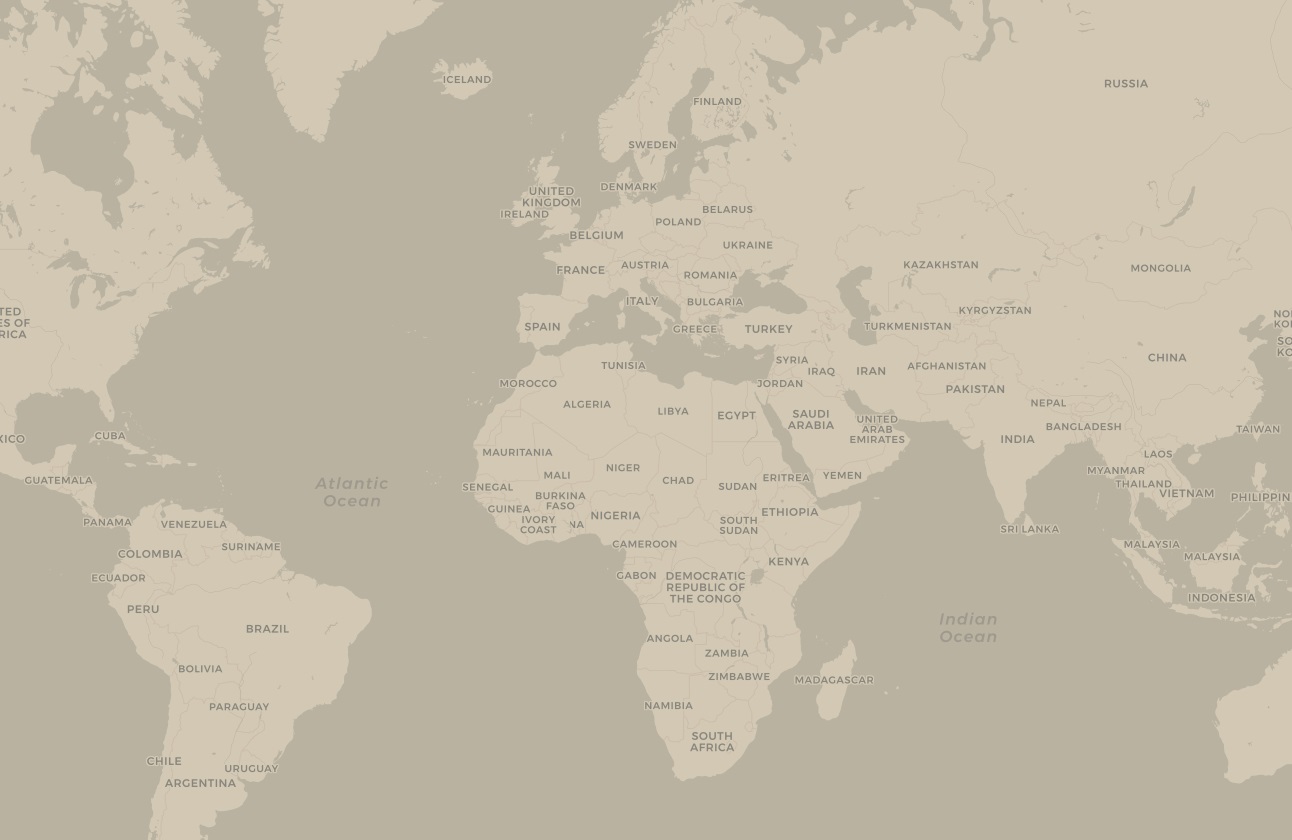 RUSSIA
ICELAND
FINLAND
SWEDEN
DENMARK
UNITED
KINGDOM
IRELAND
BELARUS
POLAND
BELGIUM
UKRAINE
FRANCE
AUSTRIA
ROMANIA
KAZAKHSTAN
MONGOLIA
ITALY
BULGARIA
KYRGYZSTAN
TED
ES OF
RICA
SPAIN
GREECE
TURKEY
TURKMENISTAN
NO
KO
SO
KO
CHINA
TUNISIA
SYRIA
IRAQ
IRAN
AFGHANISTAN
PAKISTAN
MOROCCO
JORDAN
ALGERIA
LIBYA
EGYPT
SAUDI
ARABIA
UNITED
ARAB
EMIRATES
NEPAL
BANGLADESH
INDIA
TAIWAN
XICO
CUBA
MAURITANIA
MALI
NIGER
CHAD
SUDAN
ERITREA
YEMEN
LAOS
MYANMAR
THAILAND
VIETNAM
PHILIPPIN
GUATEMALA
Atlantic
Ocean
SENEGAL
BURKINA
FASO
GUINEA
IVORY
COAST
NA
NIGERIA
SOUTH
SUDAN
ETHIOPIA
PANAMA
VENEZUELA
SRI LANKA
COLOMBIA
SURINAME
CAMEROON
KENYA
MALAYSIA
MALAYSIA
ECUADOR
GABON
DEMOCRATIC
REPUBLIC OF
THE CONGO
INDONESIA
PERU
BRAZIL
Indian
Ocean
ANGOLA
ZAMBIA
BOLIVIA
ZIMBABWE
MADAGASCAR
PARAGUAY
NAMIBIA
SOUTH
AFRICA
CHILE
URUGUAY
ARGENTINA